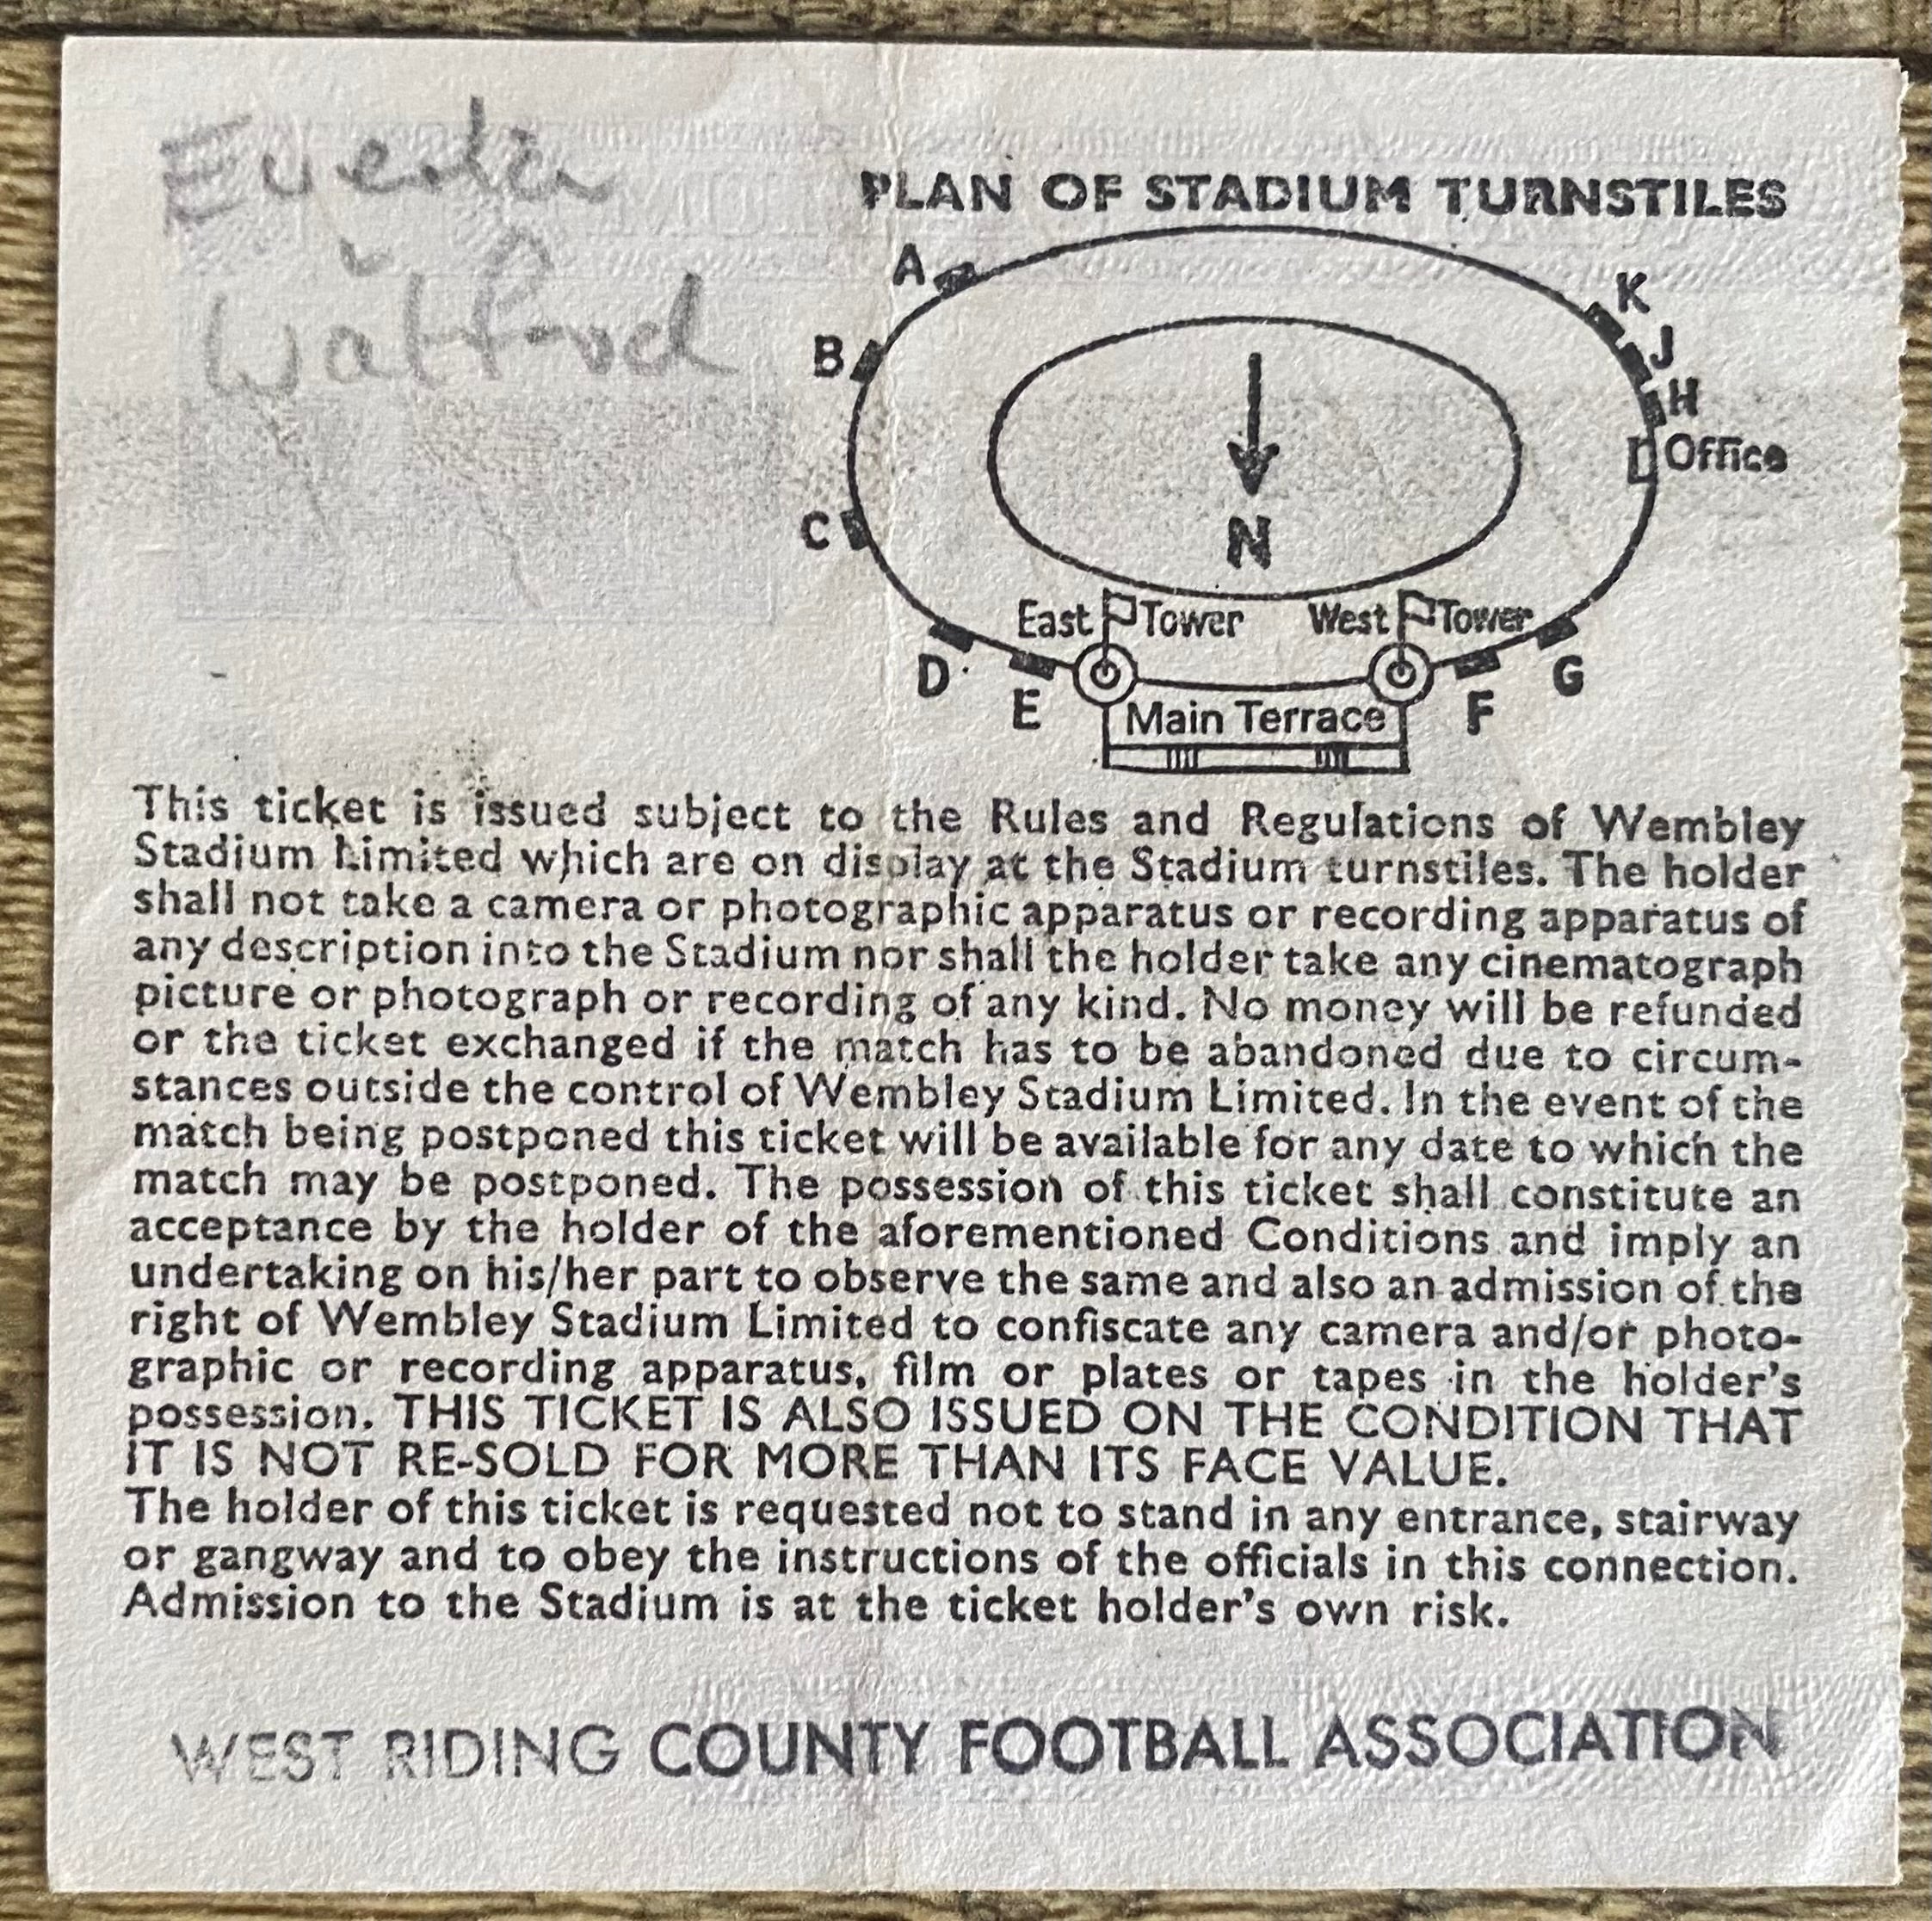 Everton
v
Watford
PLAN OF STADIUM TURNSTILES
A
K
B
J
H
Office
C
N
East Tower West Tower
D
E
F
G
Main Terrace
This ticket is issued subject to the Rules and Regulations of Wembley
Stadium Limited which are on display at the Stadium turnstiles. The holder
shall not take a camera or photographic apparatus or recording apparatus of
any description into the Stadium nor shall the holder take any cinematograph
picture or photograph or recording of any kind. No money will be refunded
or the ticket exchanged if the match has to be abandoned due to circum-
stances outside the control of Wembley Stadium Limited. In the event of the
match being postponed this ticket will be available for any date to which the
match may be postponed. The possession of this ticket shall constitute an
acceptance by the holder of the aforementioned Conditions and imply an
undertaking on his/her part to observe the same and also an admission of the
right of Wembley Stadium Limited to confiscate any camera and/or photo-
graphic or recording apparatus, film or plates or tapes in the holder's
possession. THIS TICKET IS ALSO ISSUED ON THE CONDITION THAT
IT IS NOT RE-SOLD FOR MORE THAN ITS FACE VALUE.
The holder of this ticket is requested not to stand in any entrance, stairway
or gangway and to obey the instructions of the officials in this connection.
Admission to the Stadium is at the ticket holder's own risk.
WEST RIDING COUNTY FOOTBALL ASSOCIATION